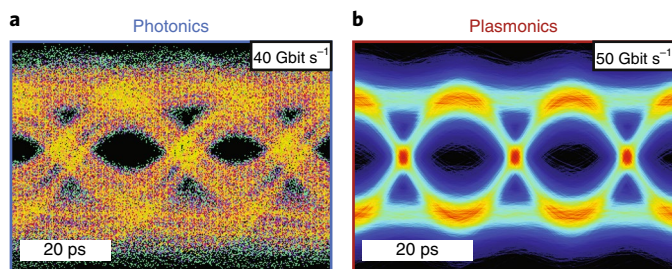 a
Photonics
40 Gbit s⁻¹
20 ps
b
Plasmonics
50 Gbit s⁻¹
20 ps